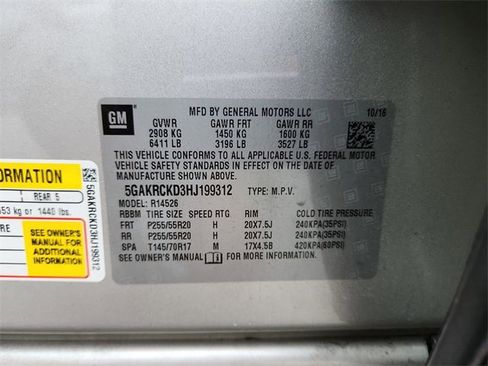 GM
MFD BY GENERAL MOTORS LLC
10/16
GVWR GAWR FRT GAWR RR
2908 KG 1450 KG 1600 KG
6411 LB 3196 LB 3527 LB
THIS VEHICLE CONFORMS TO ALL APPLICABLE U.S. FEDERAL MOTOR
VEHICLE SAFETY STANDARDS IN EFFECT ON THE DATE OF
MANUFACTURE SHOWN ABOVE.
5GAKRCKD3HJ199312 TYPE: M.P.V.
MODEL: R14526
RBBM TIRE SIZE SPEED RTG RIM COLD TIRE PRESSURE
FRT P255/55R20 H 20X7.5J 240KPA(35PSI)
RR P255/55R20 H 20X7.5J 240KPA(35PSI)
SPA T145/70R17 M 17X4.5B 420KPA(60PSI)
SEE OWNER'S MANUAL FOR MORE INFORMATION.
FORMATION
REAR 5
653 kg or 1440 lbs.
SEE OWNER'S
MANUAL FOR
ADDITIONAL
INFORMATION
5GAKRCKD3HJ199312